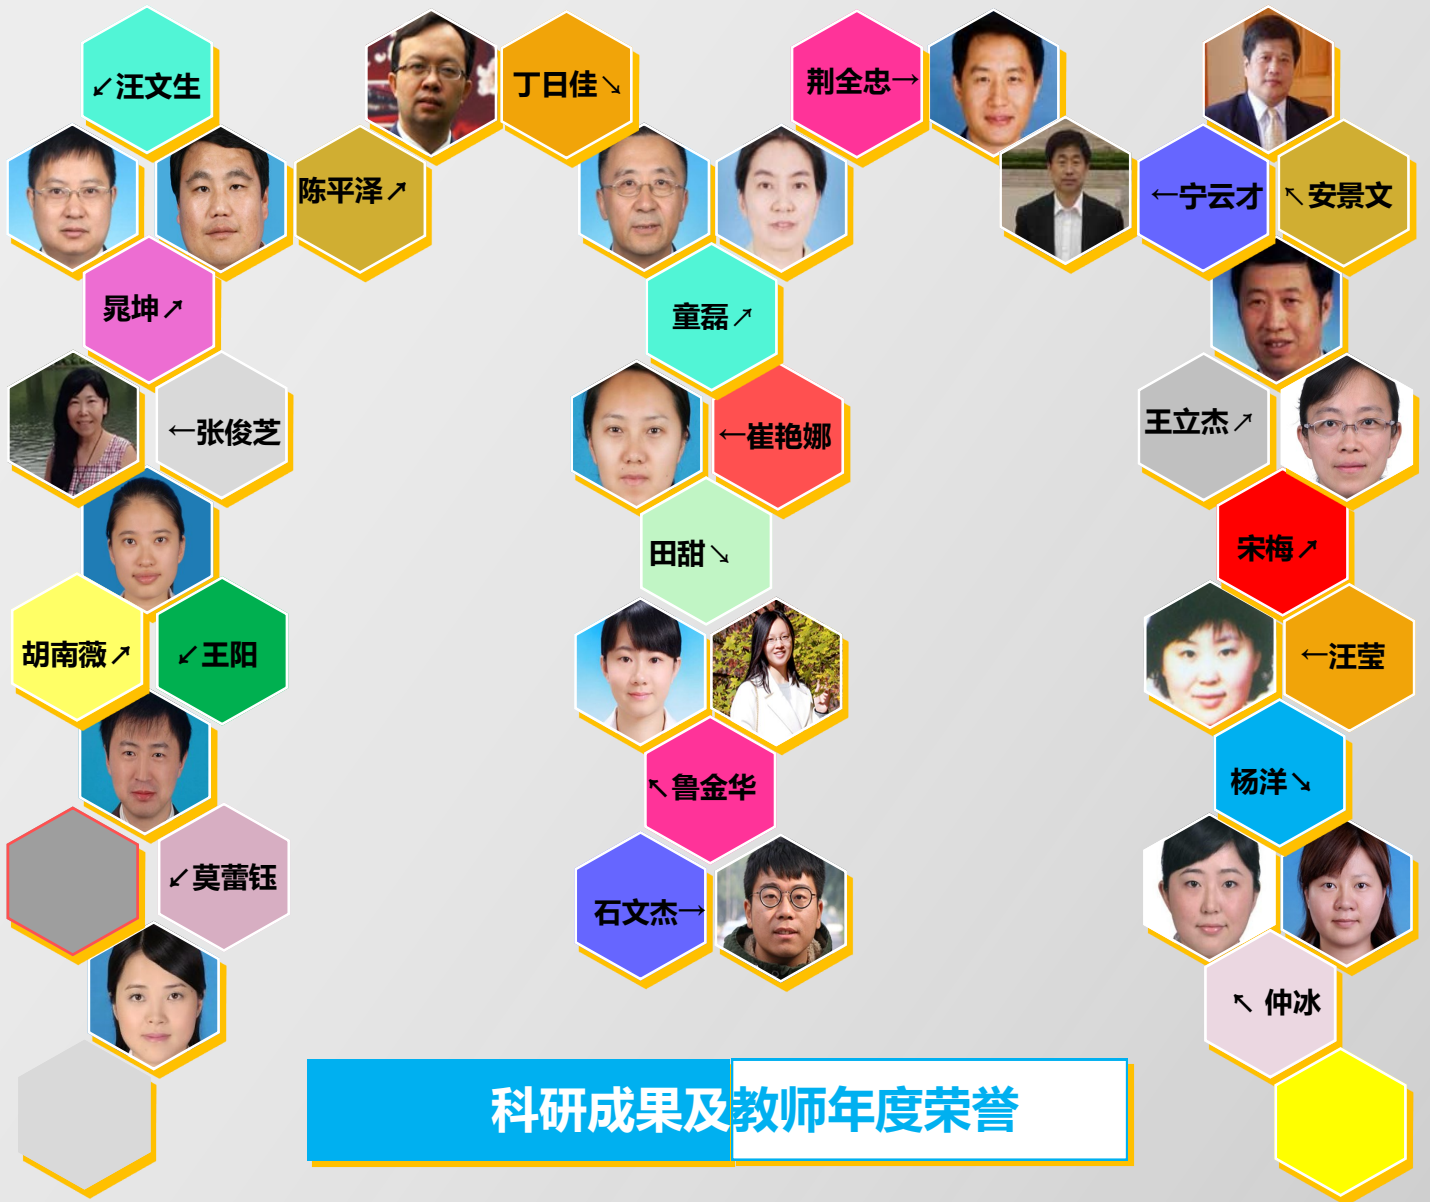 ↙汪文生
丁日佳↘
荆全忠→
陈平泽↗
←宁云才
↖安景文
晁坤↗
童磊↗
←张俊芝
←崔艳娜
王立杰↗
田甜↘
宋梅↗
胡南薇↗
↙王阳
←汪莹
↖鲁金华
杨洋↘
↙莫蕾钰
石文杰→
↖ 仲冰
科研成果及教师年度荣誉